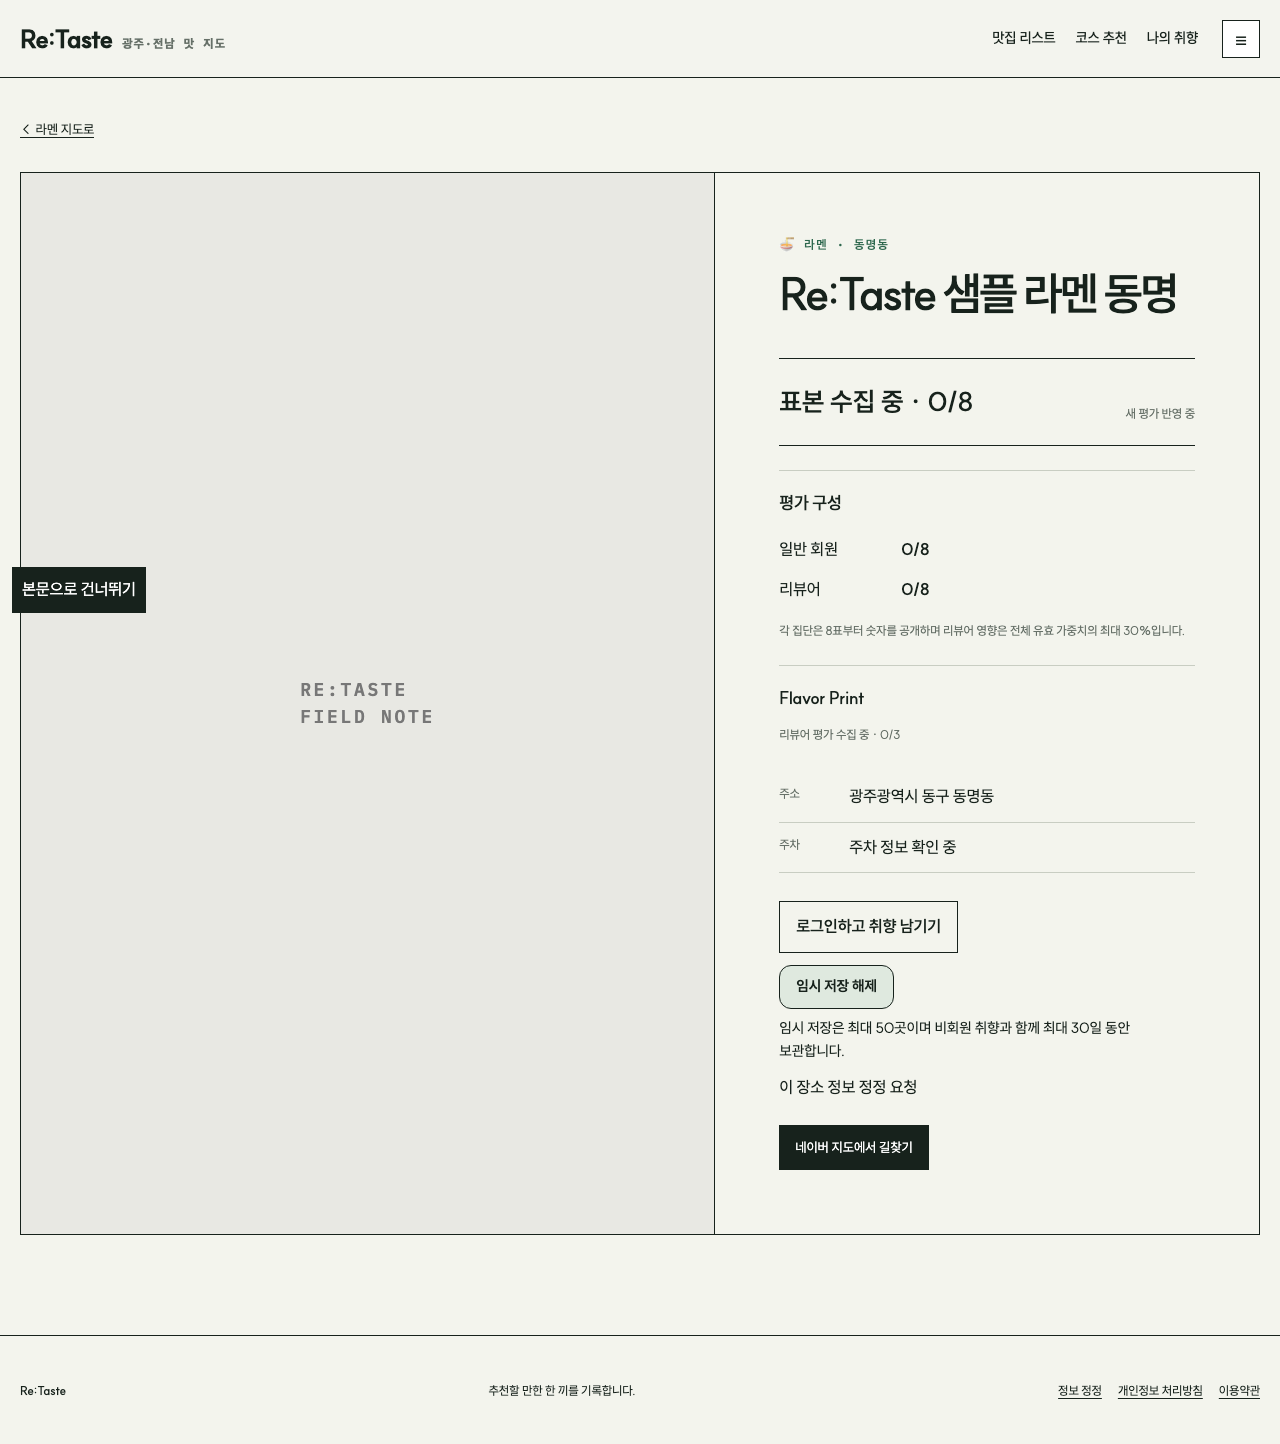 Re:Taste 광주·전남 맛 지도
맛집 리스트 코스 추천 나의 취향
라멘 지도로
라멘 · 동명동
Re:Taste 샘플 라멘 동명
표본 수집 중 · 0/8
새 평가 반영 중
평가 구성
일반 회원 0/8
리뷰어 0/8
각 집단은 8표부터 숫자를 공개하며 리뷰어 영향은 전체 유효 가중치의 최대 30%입니다.
본문으로 건너뛰기
RE:TASTE
FIELD NOTE
Flavor Print
리뷰어 평가 수집 중 · 0/3
주소 광주광역시 동구 동명동
주차 주차 정보 확인 중
로그인하고 취향 남기기
임시 저장 해제
임시 저장은 최대 50곳이며 비회원 취향과 함께 최대 30일 동안
보관합니다.
이 장소 정보 정정 요청
네이버 지도에서 길찾기
Re:Taste
추천할 만한 한 끼를 기록합니다.
정보 정정 개인정보 처리방침 이용약관